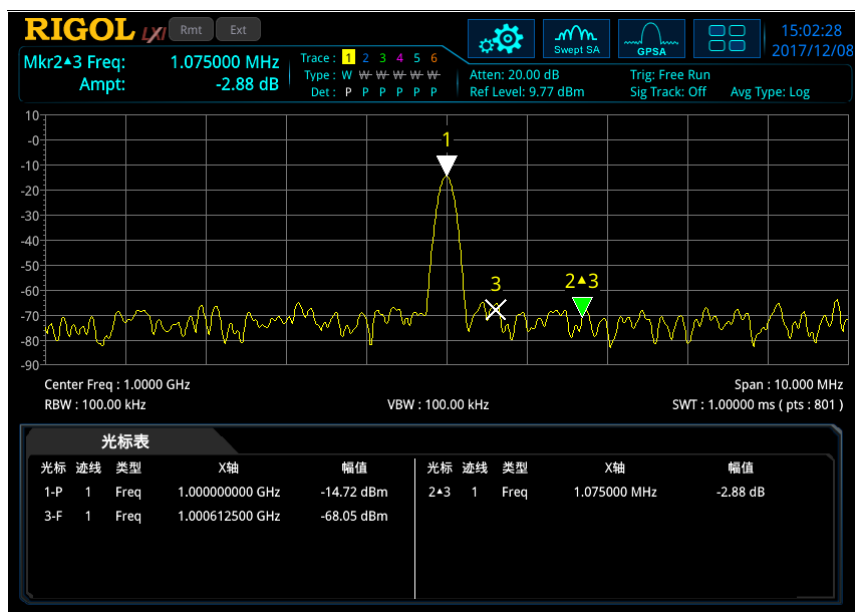 RIGOL LXI Rmt Ext
Swept SA
GPSA
15:02:28
2017/12/08
Mkr2▲3 Freq: 1.075000 MHz
Ampt: -2.88 dB
Trace: 1 2 3 4 5 6
Type: W W W W W W
Det: P P P P P P
Atten: 20.00 dB
Ref Level: 9.77 dBm
Trig: Free Run
Sig Track: Off
Avg Type: Log
10
-0
-10
-20
-30
-40
-50
-60
-70
-80
-90
1
3
2▲3
Center Freq : 1.0000 GHz
Span : 10.000 MHz
RBW : 100.00 kHz
VBW : 100.00 kHz
SWT : 1.00000 ms ( pts : 801 )
光标表
光标 迹线 类型 X轴 幅值
1-P 1 Freq 1.000000000 GHz -14.72 dBm
3-F 1 Freq 1.000612500 GHz -68.05 dBm
光标 迹线 类型 X轴 幅值
2▲3 1 Freq 1.075000 MHz -2.88 dB